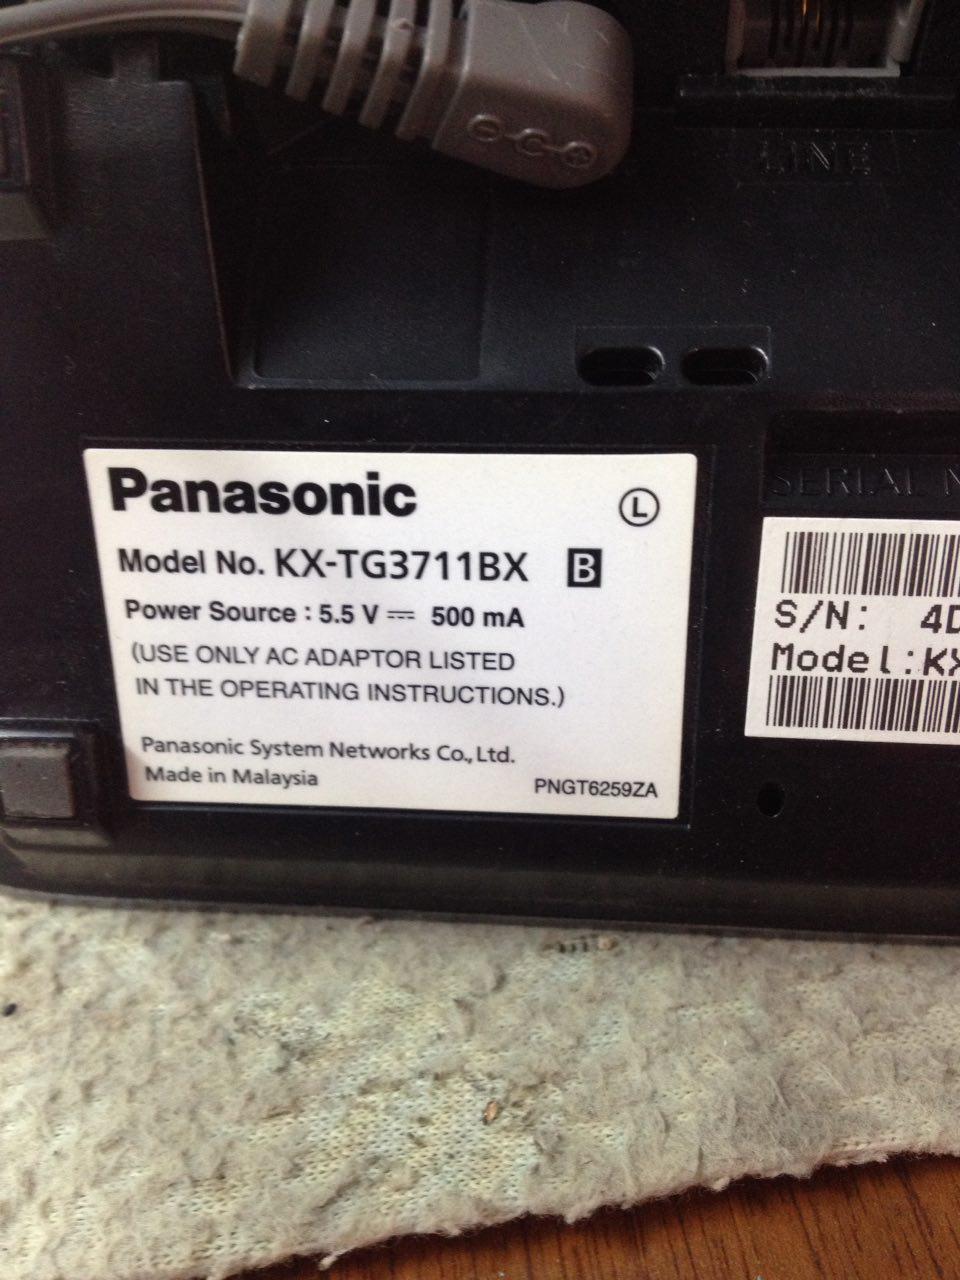 LINE
Panasonic
L
Model No. KX-TG3711BX B
Power Source : 5.5 V ⎓ 500 mA
(USE ONLY AC ADAPTOR LISTED
IN THE OPERATING INSTRUCTIONS.)
Panasonic System Networks Co., Ltd.
Made in Malaysia
PNGT6259ZA
SERIAL
S/N: 4D
Model:KX